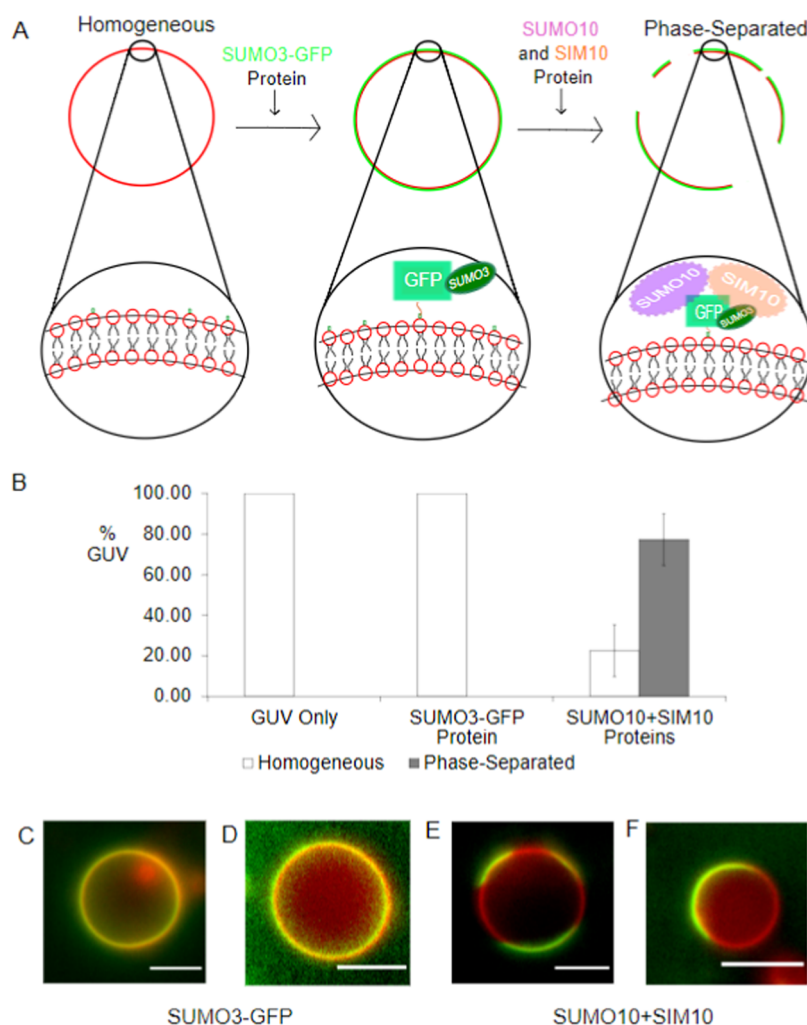 A
Homogeneous
SUMO3-GFP
Protein
SUMO10
and SIM10
Protein
Phase-Separated
GFP
SUMO3
SUMO10
SIM10
GFP
SUMO3
B
%
GUV
100.00
80.00
60.00
40.00
20.00
0.00
GUV Only
SUMO3-GFP
Protein
SUMO10+SIM10
Proteins
Homogeneous
Phase-Separated
C
D
E
F
SUMO3-GFP
SUMO10+SIM10